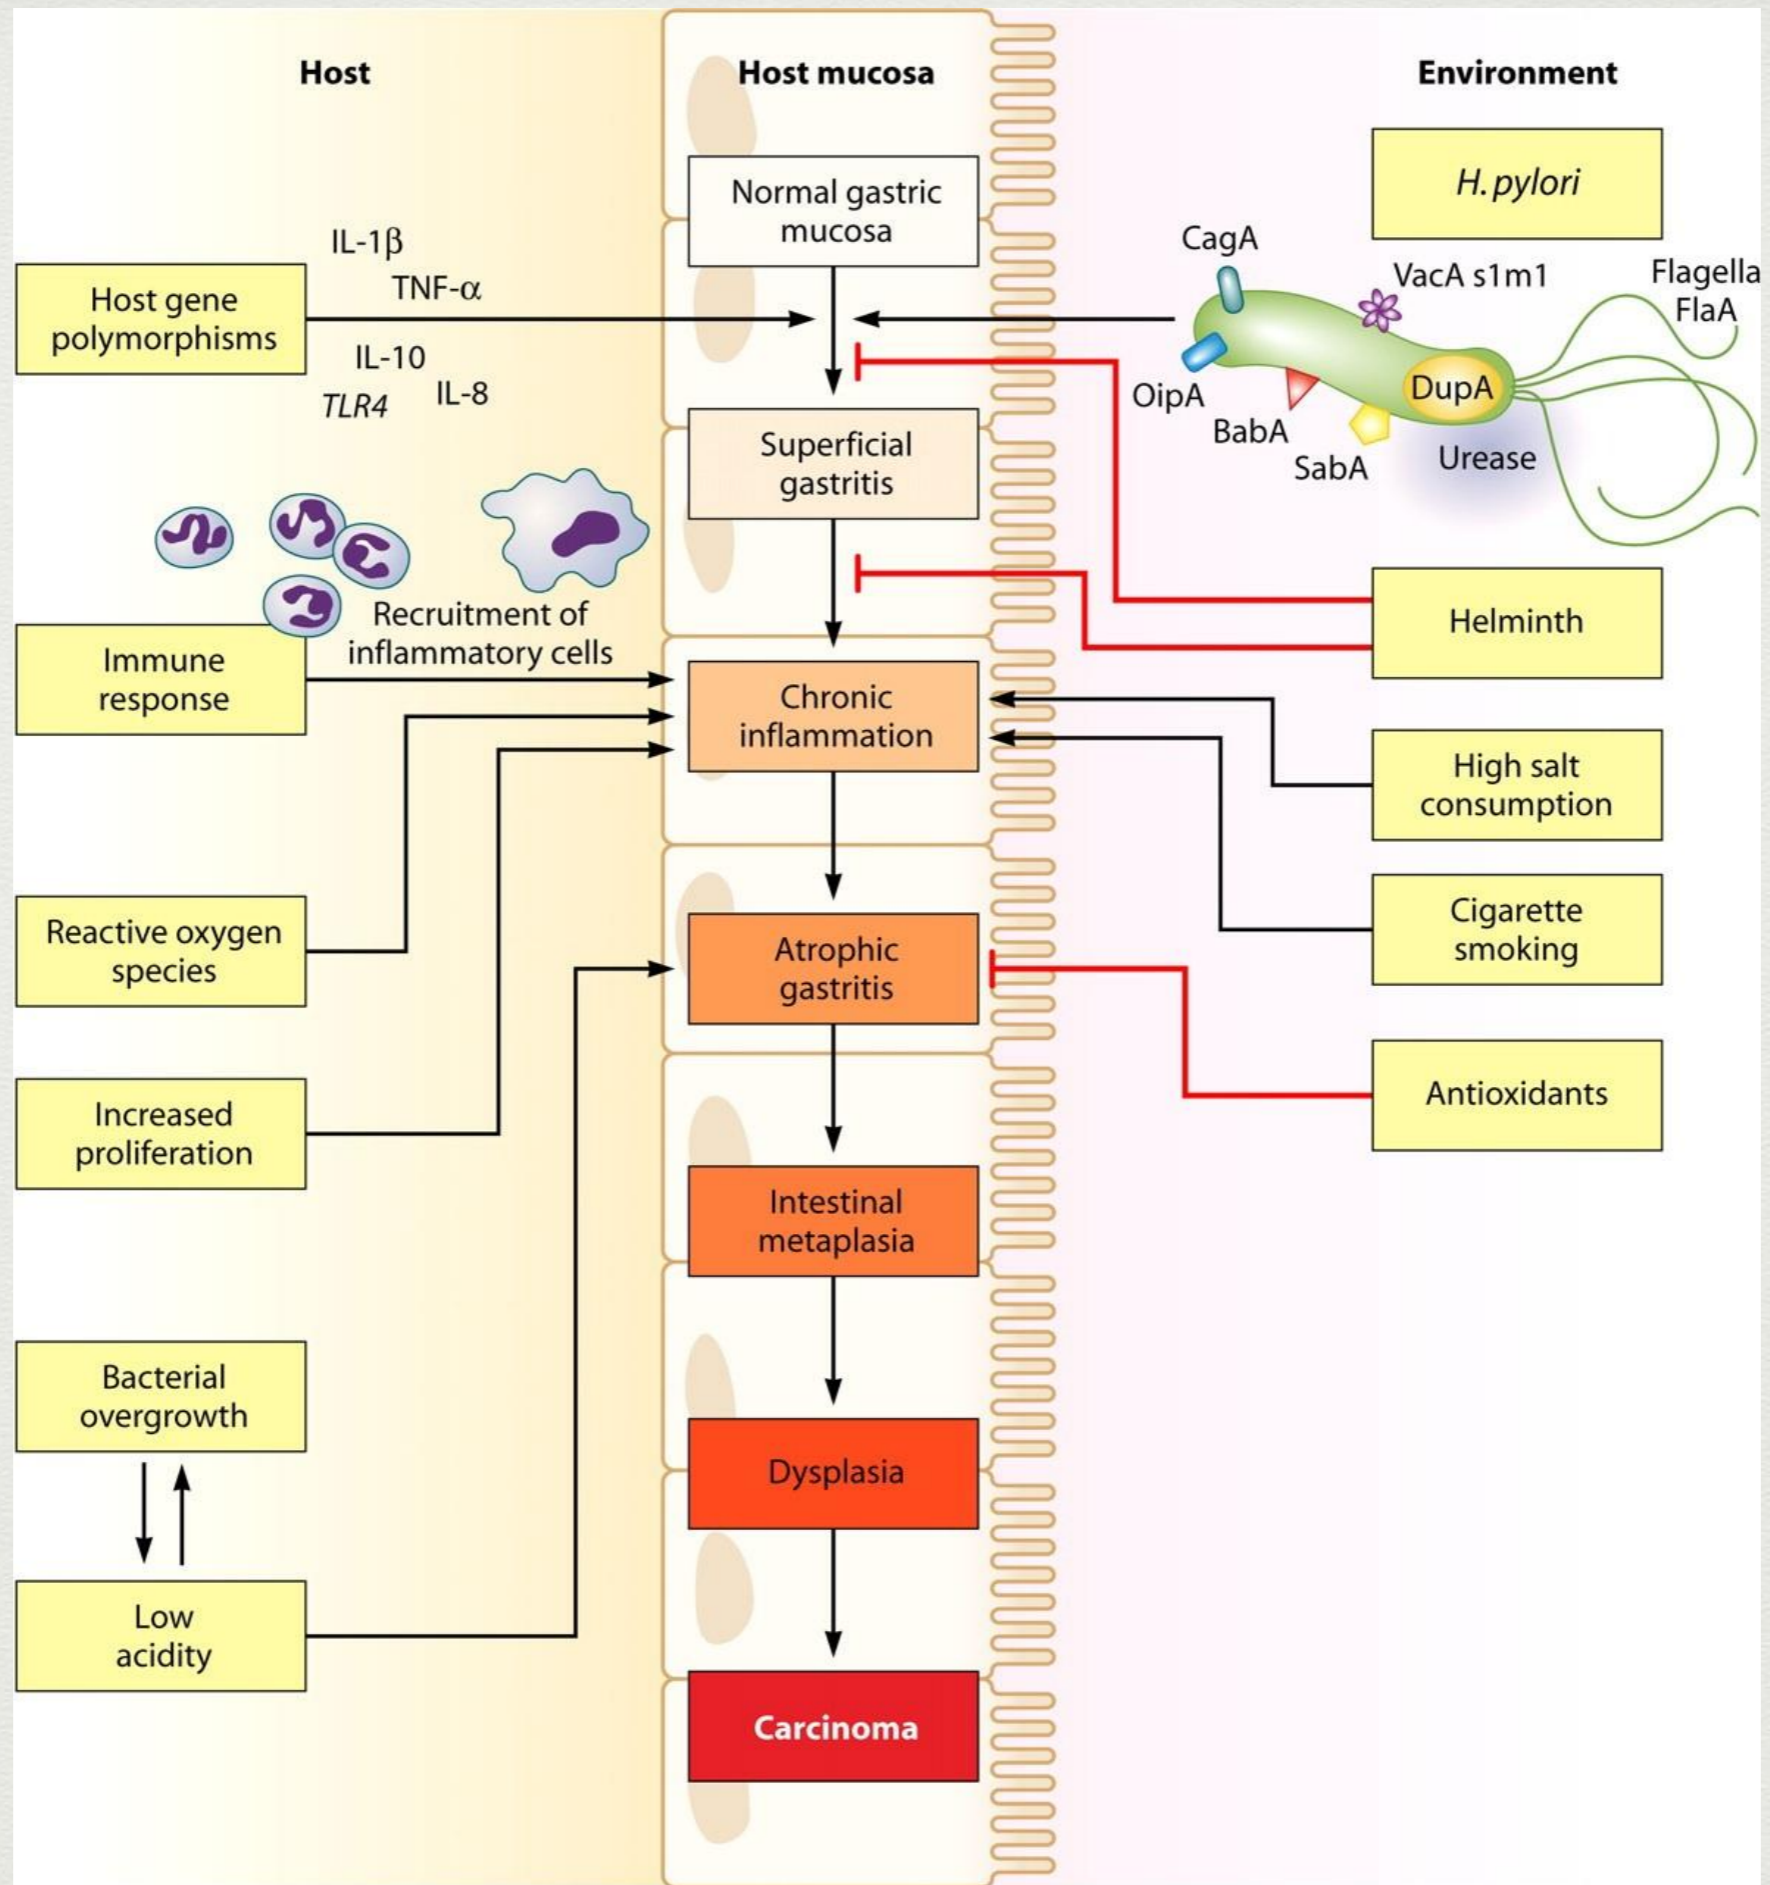 Host
Host mucosa
Environment
Normal gastric
mucosa
H. pylori
IL-1β
TNF-α
Host gene
polymorphisms
IL-10
TLR4
IL-8
CagA
VacA s1m1
Flagella
FlaA
OipA
BabA
SabA
DupA
Urease
Superficial
gastritis
Recruitment of
inflammatory cells
Immune
response
Helminth
Chronic
inflammation
High salt
consumption
Reactive oxygen
species
Cigarette
smoking
Atrophic
gastritis
Increased
proliferation
Antioxidants
Intestinal
metaplasia
Bacterial
overgrowth
Dysplasia
Low
acidity
Carcinoma